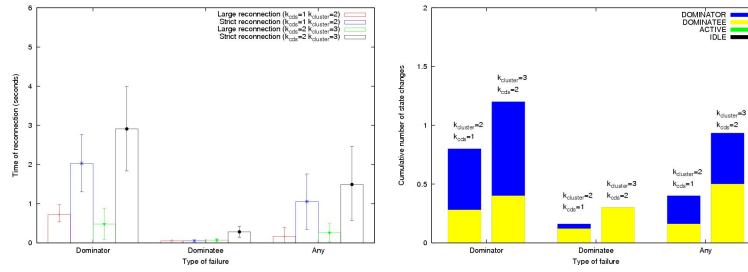 6
5
4
3
2
1
0
Time of reconnection (seconds)
Large reconnection (kcds=1 kcluster=2)
Strict reconnection (kcds=1 kcluster=2)
Large reconnection (kcds=2 kcluster=3)
Strict reconnection (kcds=2 kcluster=3)
Dominator
Dominatee
Any
Type of failure
2
1.5
1
0.5
0
Cumulative number of state changes
DOMINATOR
DOMINATEE
ACTIVE
IDLE
kcluster=2
kcds=1
kcluster=3
kcds=2
kcluster=2
kcds=1
kcluster=3
kcds=2
kcluster=2
kcds=1
kcluster=3
kcds=2
Dominator
Dominatee
Any
Type of failure